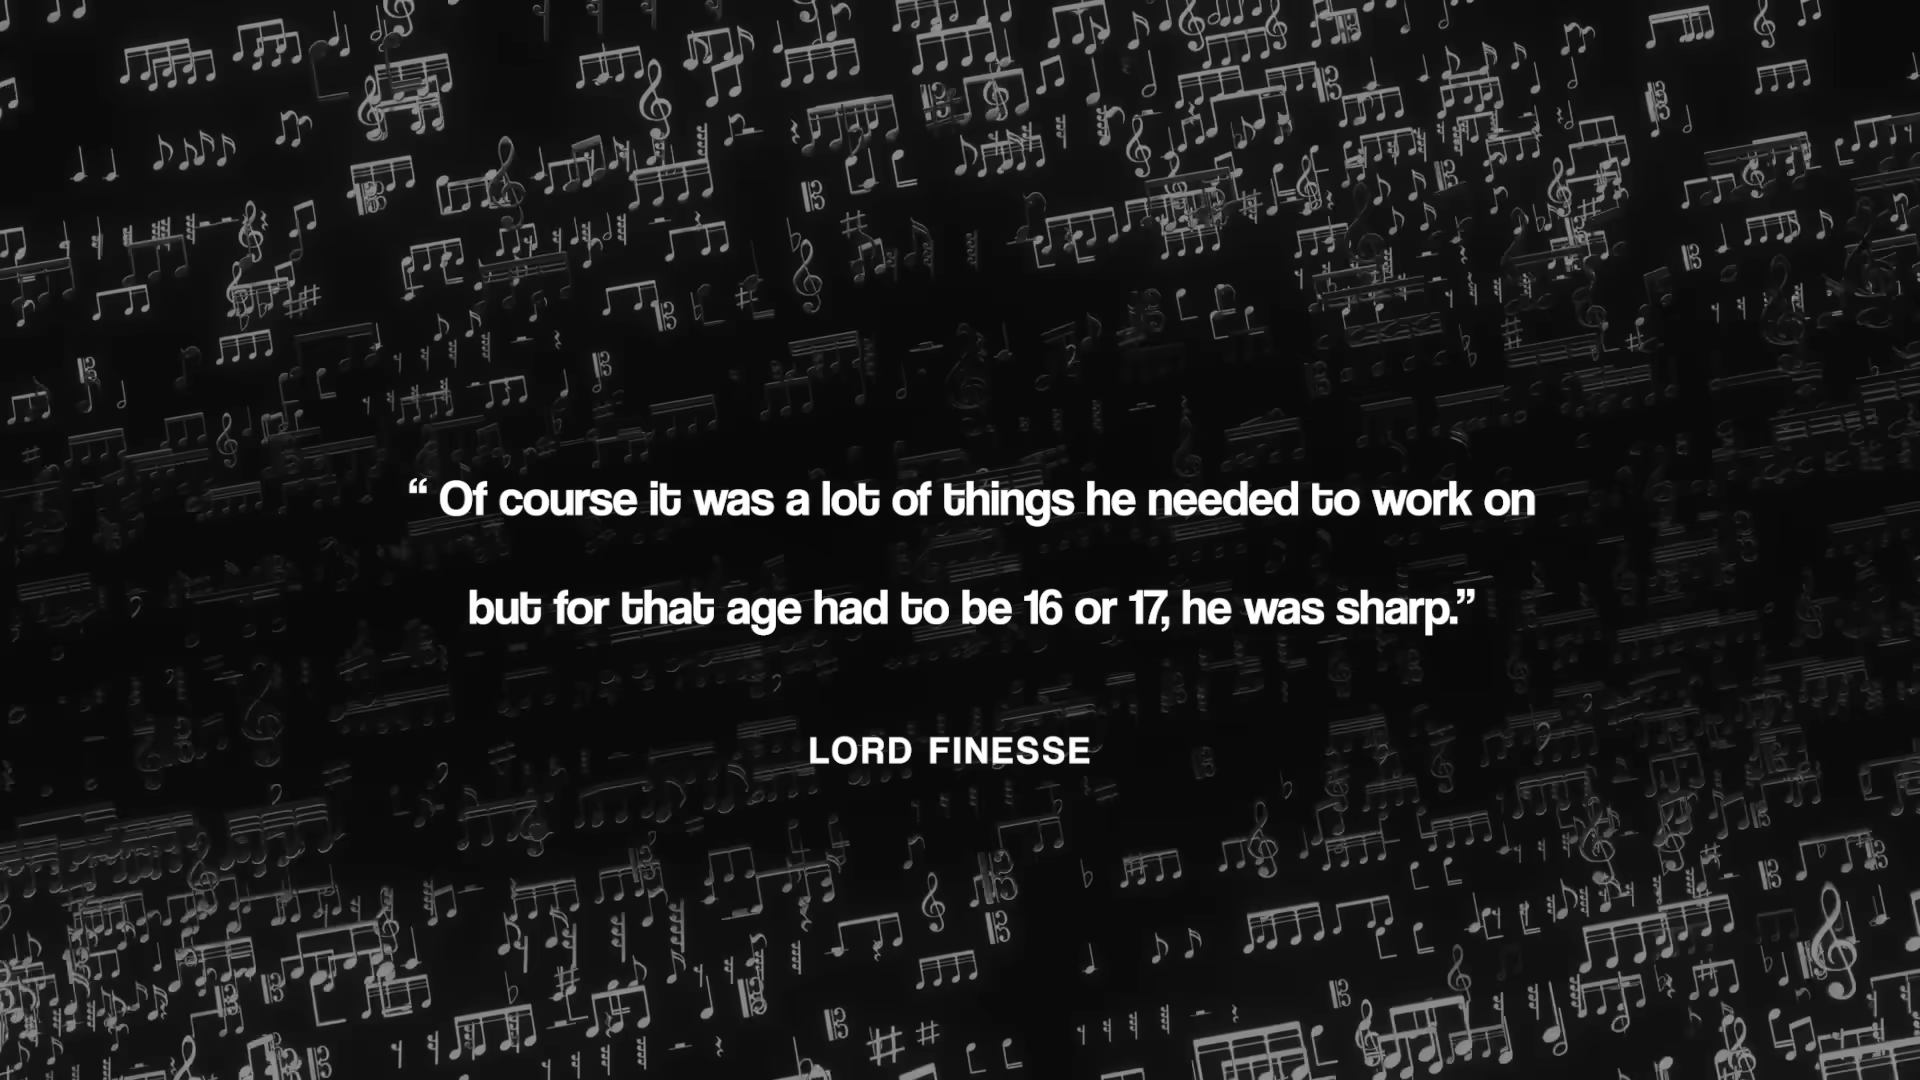 “ Of course it was a lot of things he needed to work on
but for that age had to be 16 or 17, he was sharp.”
LORD FINESSE